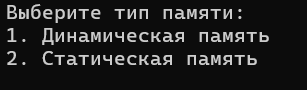 Выберите тип памяти:
1. Динамическая память
2. Статическая память